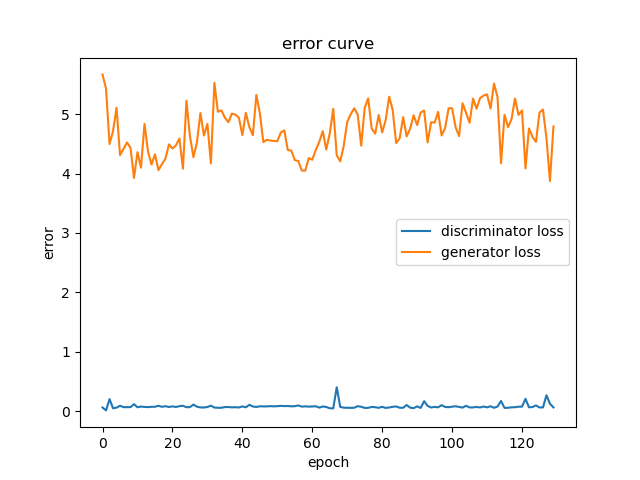 error curve
error
5
4
3
2
1
0
discriminator loss
generator loss
0 20 40 60 80 100 120
epoch